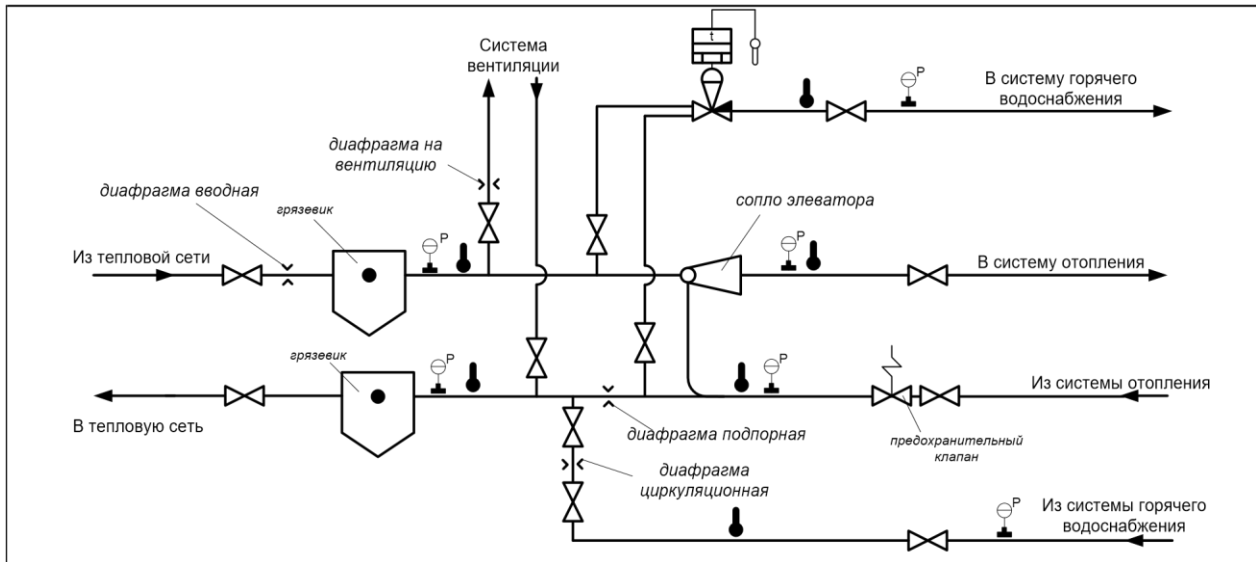 t
Система
вентиляции
P
В систему горячего
водоснабжения
диафрагма на
вентиляцию
диафрагма вводная
грязевик
сопло элеватора
P
P
Из тепловой сети
В систему отопления
грязевик
P
P
Из системы отопления
В тепловую сеть
диафрагма подпорная
предохранительный
клапан
диафрагма
циркуляционная
P
Из системы горячего
водоснабжения